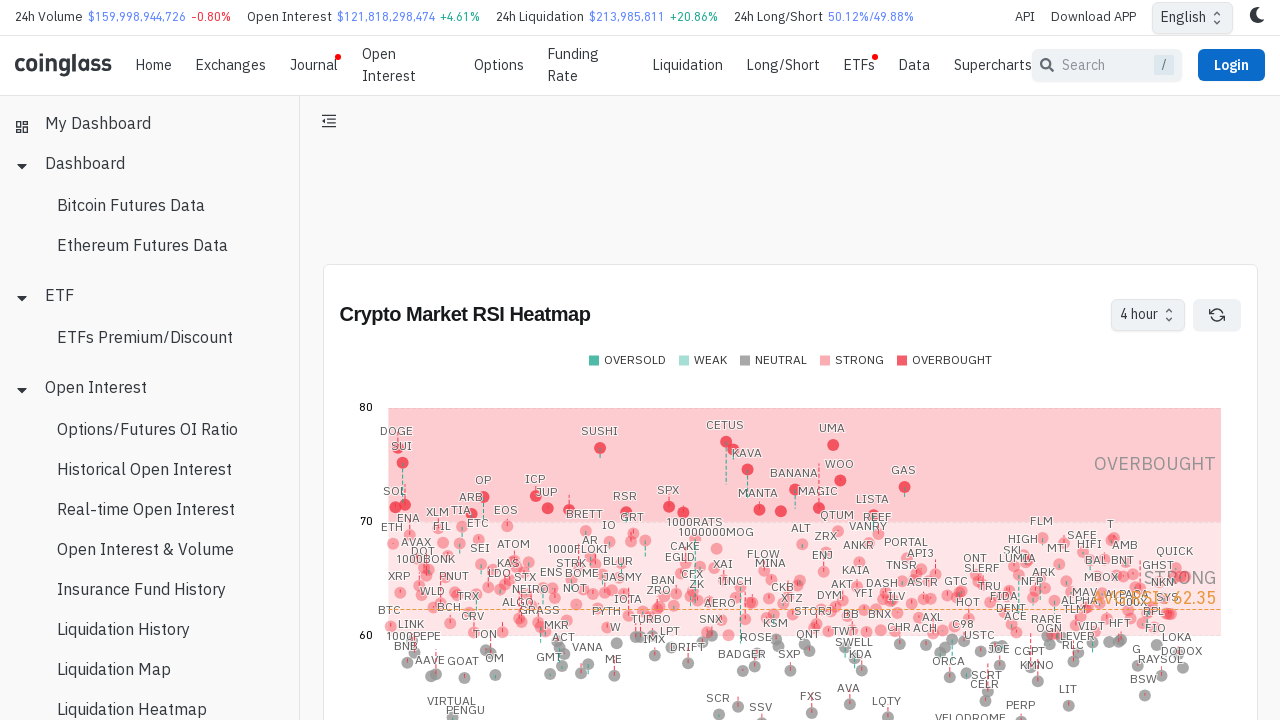 24h Volume $159,998,944,726 -0.80% Open Interest $121,818,298,474 +4.61% 24h Liquidation $213,985,811 +20.86% 24h Long/Short 50.12%/49.88% API Download APP English
coinglass Home Exchanges Journal Open Interest Options Funding Rate Liquidation Long/Short ETFs Data Supercharts Search / Login
My Dashboard
Dashboard
Bitcoin Futures Data
Ethereum Futures Data
ETF
ETFs Premium/Discount
Open Interest
Options/Futures OI Ratio
Historical Open Interest
Real-time Open Interest
Open Interest & Volume
Insurance Fund History
Liquidation History
Liquidation Map
Liquidation Heatmap
Crypto Market RSI Heatmap 4 hour
OVERSOLD WEAK NEUTRAL STRONG OVERBOUGHT
80
DOGE SUSHI CETUS UMA
SUI KAVA
OVERBOUGHT
WOO
OP ICP BANANA GAS
SOL ARB JUP RSR SPX MANTA MAGIC LISTA
XLM TIA EOS BRETT GRT QTUM REEF
70
ENA ETC IO 1000RATS FLM T
ETH FIL 1000000MOG ALT ZRX VANRY SAFE
AVAX SEI ATOM AR CAKE ANKR PORTAL HIGH HIFI AMB
DOT 1000FLOKI EGLD FLOW ENJ API3 MTL QUICK
1000BONK KAS STRK BLUR XAI MINA KAIA TNSR ONT LUMIA BAL BNT GHST
XRP PNUT LDO STX ENS BOME JASMY BAN CFX 1INCH CKB AKT DASH ASTR GTC TRU NFP ARK MBOX STRONG
WLD TRX NEIRO NOT ZRO ZK XTZ DYM YFI ILV HOT FIDA SYS
BTC BCH ALGO GRASS PYTH IOTA AERO STORJ BB BNX DENT TLM
LINK CRV MKR W TURBO SNX KSM AXL ACE RARE HFT RPL
60
1000PEPE TON ACT IMX LPT ROSE QNT TWT CHR ACH C98 USTC OGN LEVER VIDT FIO LOKA
BNB VANA DRIFT SWELL JOE RLC
AAVE GOAT OM GMT ME BADGER SXP KDA ORCA CGPT G DODOX
KMNO RAYSOL
SCRT
CELR BSW
VIRTUAL SCR FXS AVA LQTY LIT
PENGU SSV PERP
VELODROME